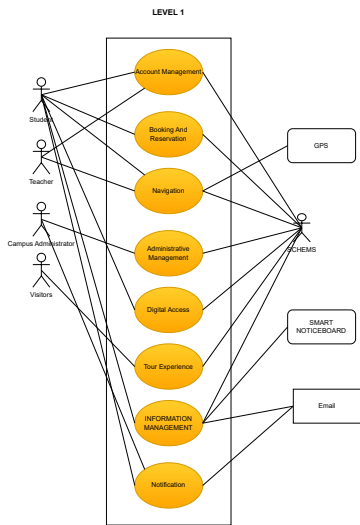 LEVEL 1
Account Management
Student
Booking And
Reservation
GPS
Teacher
Navigation
Campus Administrator
SCHEMS
Administrative
Management
Visitors
Digital Access
SMART
NOTICEBOARD
Tour Experience
INFORMATION
MANAGEMENT
Email
Notification